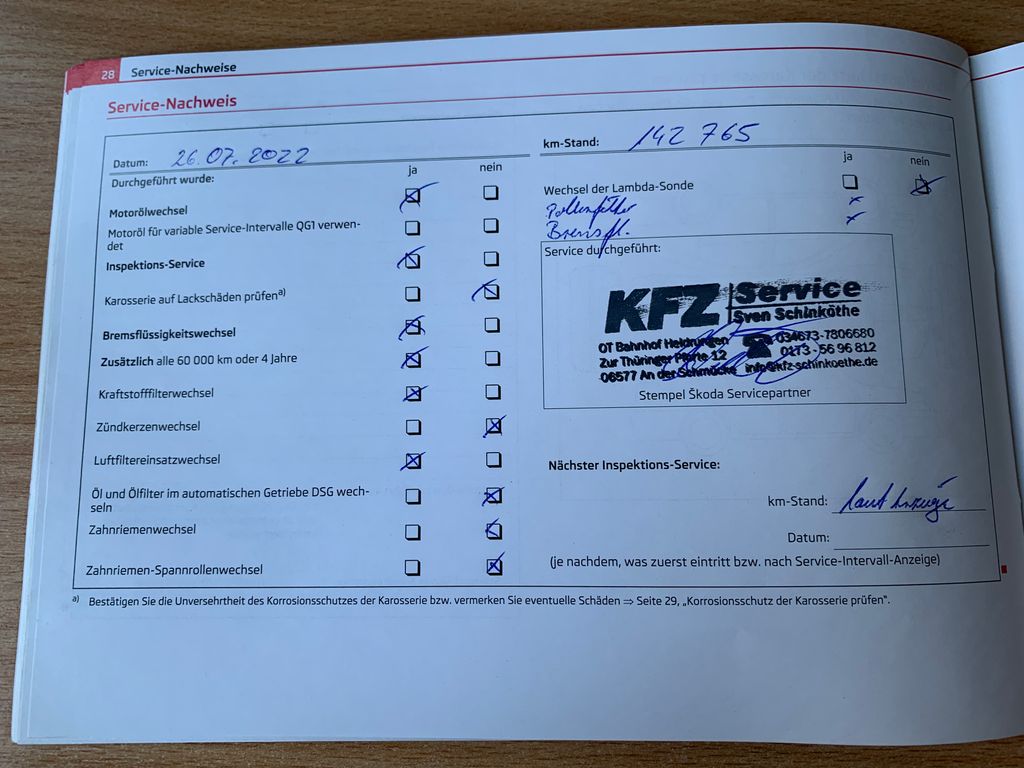 28 Service-Nachweise
Service-Nachweis
Datum: 26.07.2022
km-Stand: 142 765
ja nein
Durchgeführt wurde:
Motorölwechsel
Motoröl für variable Service-Intervalle QG1 verwen-
det
Inspektions-Service
Karosserie auf Lackschäden prüfen a)
Bremsflüssigkeitswechsel
Zusätzlich alle 60 000 km oder 4 Jahre
Kraftstofffilterwechsel
Zündkerzenwechsel
Luftfiltereinsatzwechsel
Öl und Ölfilter im automatischen Getriebe DSG wech-
seln
Zahnriemenwechsel
Zahnriemen-Spannrollenwechsel
ja nein
Wechsel der Lambda-Sonde
Pollenfilter
Bremsfl.
Service durchgeführt:
KFZ Service
Sven Schinköthe
OT Bahnhof Heldrungen
Zur Thüringer Pforte 12
06577 An der Schmücke
034673-7806680
0173-56 96 812
info@kfz-schinkoethe.de
Stempel Škoda Servicepartner
Nächster Inspektions-Service:
km-Stand: laut Anzeige
Datum:
(je nachdem, was zuerst eintritt bzw. nach Service-Intervall-Anzeige)
a) Bestätigen Sie die Unversehrtheit des Korrosionsschutzes der Karosserie bzw. vermerken Sie eventuelle Schäden ⇒ Seite 29, „Korrosionsschutz der Karosserie prüfen".